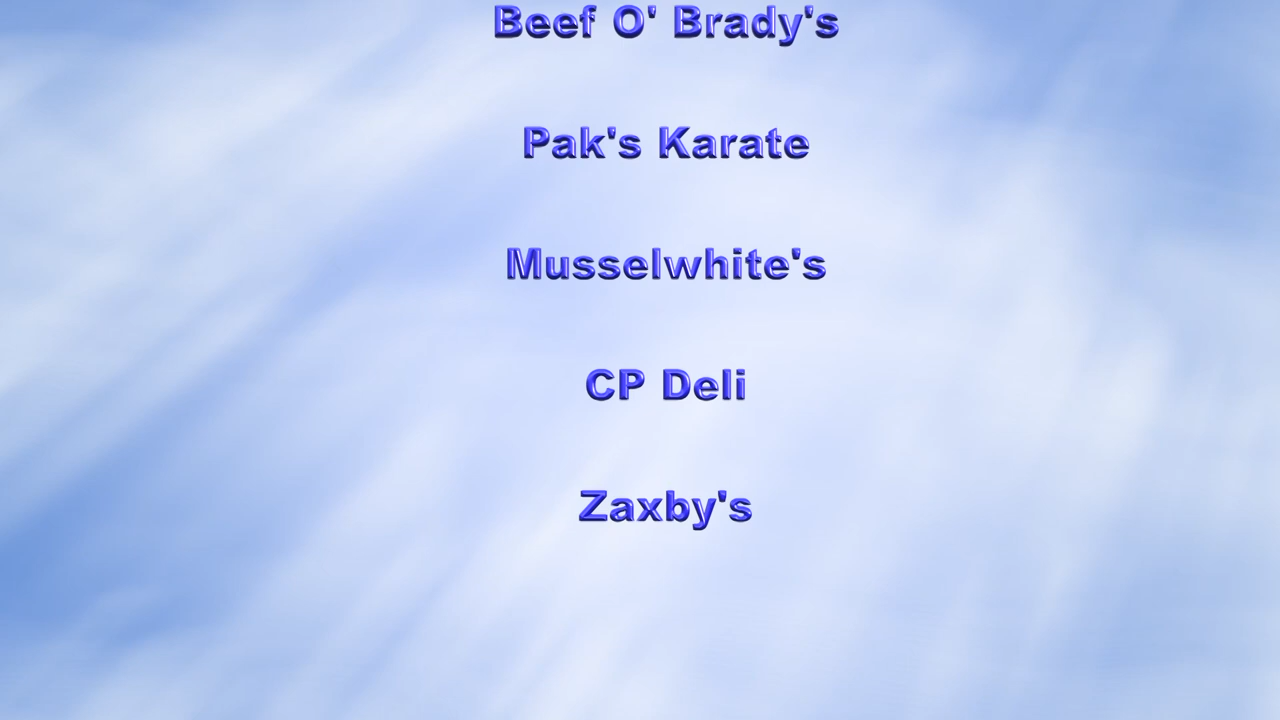 Beef O' Brady's
Pak's Karate
Musselwhite's
CP Deli
Zaxby's